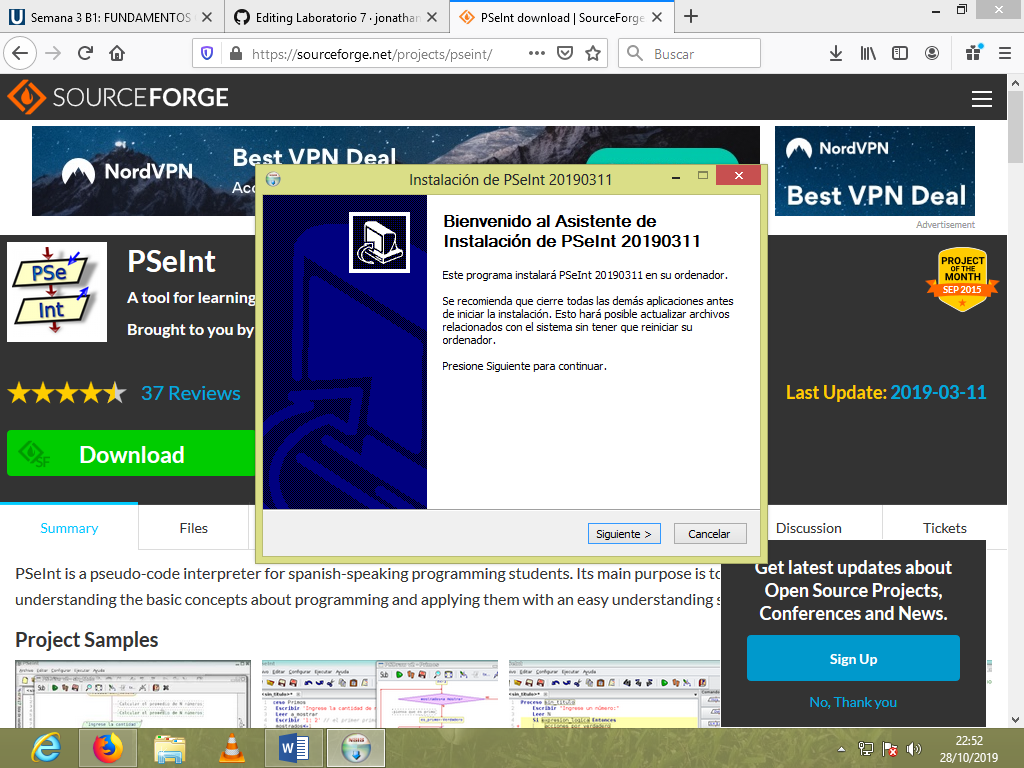 Semana 3 B1: FUNDAMENTOS
Editing Laboratorio 7 · jonathan
PSeInt download | SourceForge
https://sourceforge.net/projects/pseint/
Buscar
SOURCEFORGE
NordVPN
Best VPN Deal
Acc
NordVPN
Best VPN Deal
Advertisement
Instalación de PSeInt 20190311
Bienvenido al Asistente de
Instalación de PSeInt 20190311
Este programa instalará PSeInt 20190311 en su ordenador.
Se recomienda que cierre todas las demás aplicaciones antes
de iniciar la instalación. Esto hará posible actualizar archivos
relacionados con el sistema sin tener que reiniciar su
ordenador.
Presione Siguiente para continuar.
Siguiente >
Cancelar
PSe
Int
PSeInt
A tool for learning
Brought to you by
PROJECT
OF THE
MONTH
SEP 2015
37 Reviews
Last Update: 2019-03-11
SF
Download
Summary
Files
Discussion
Tickets
PSeInt is a pseudo-code interpreter for spanish-speaking programming students. Its main purpose is to
understanding the basic concepts about programming and applying them with an easy understanding s
Get latest updates about
Open Source Projects,
Conferences and News.
Sign Up
No, Thank you
Project Samples
22:52
28/10/2019